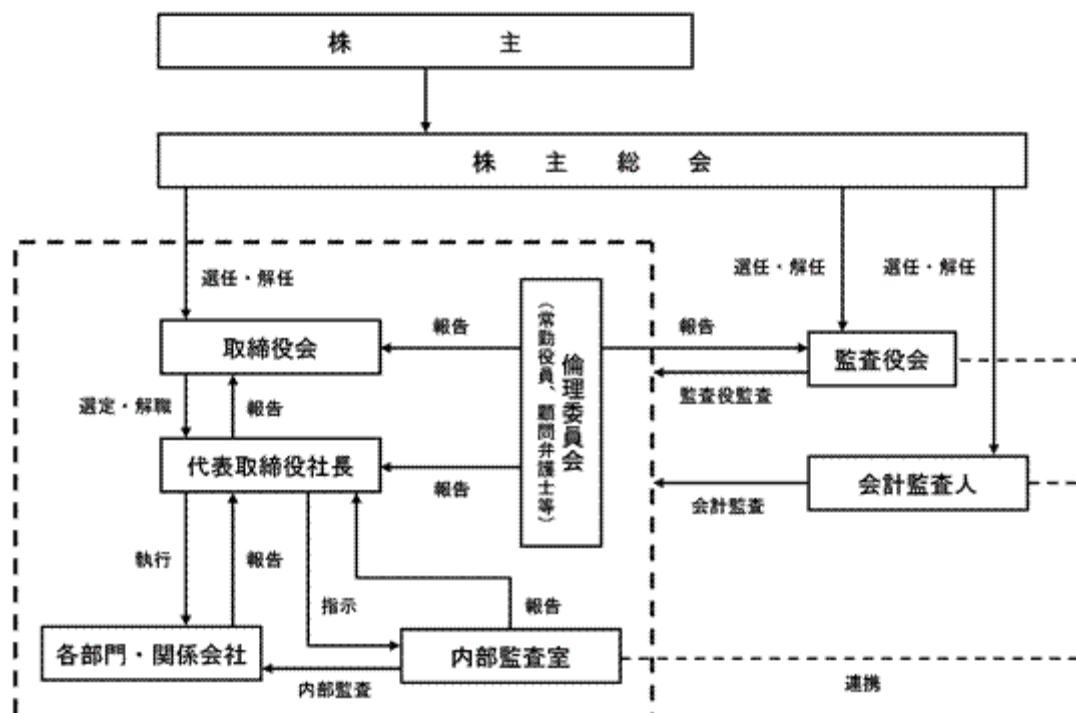 株主
株主総会
選任・解任
選任・解任
選任・解任
取締役会
報告
倫理委員会
（常勤役員、顧問弁護士等）
報告
監査役会
監査役監査
選定・解職
報告
代表取締役社長
報告
会計監査人
会計監査
執行
報告
指示
報告
各部門・関係会社
内部監査室
内部監査
連携